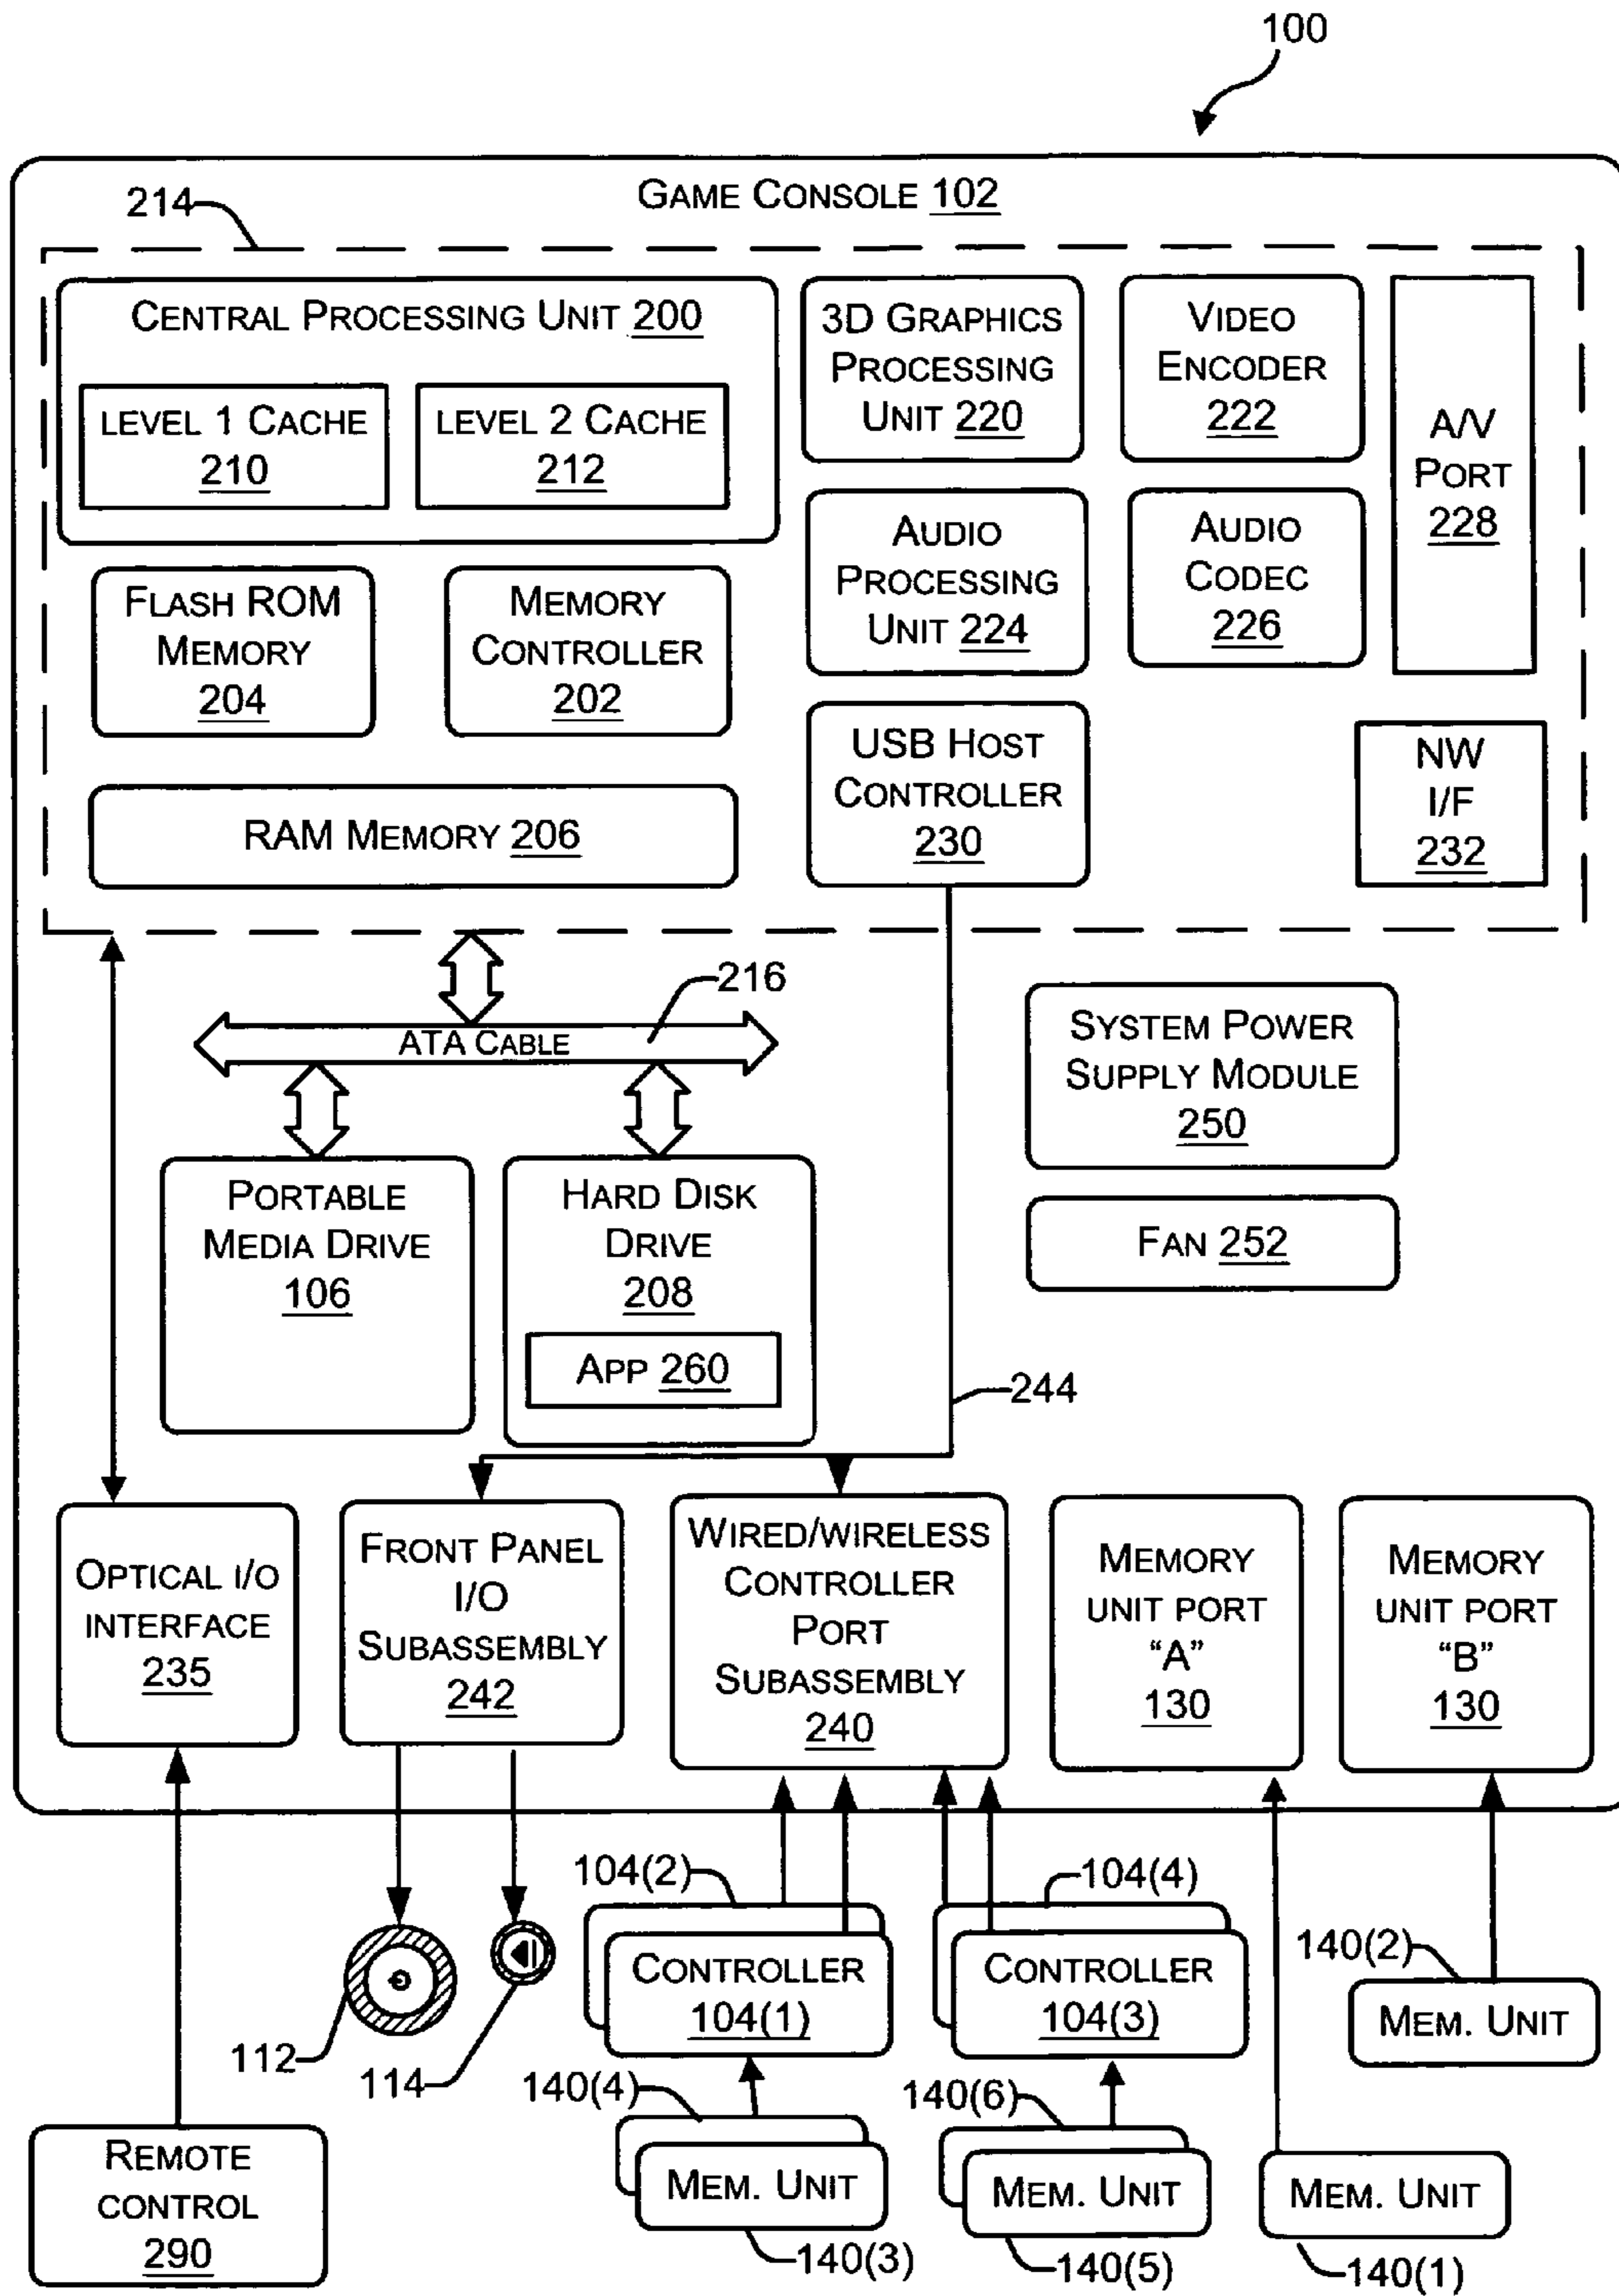 100
GAME CONSOLE 102
214
CENTRAL PROCESSING UNIT 200
LEVEL 1 CACHE
210
LEVEL 2 CACHE
212
3D GRAPHICS
PROCESSING
UNIT 220
VIDEO
ENCODER
222
A/V
PORT
228
AUDIO
PROCESSING
UNIT 224
AUDIO
CODEC
226
FLASH ROM
MEMORY
204
MEMORY
CONTROLLER
202
USB HOST
CONTROLLER
230
NW
I/F
232
RAM MEMORY 206
216
ATA CABLE
SYSTEM POWER
SUPPLY MODULE
250
PORTABLE
MEDIA DRIVE
106
HARD DISK
DRIVE
208
APP 260
FAN 252
244
OPTICAL I/O
INTERFACE
235
FRONT PANEL
I/O
SUBASSEMBLY
242
WIRED/WIRELESS
CONTROLLER
PORT
SUBASSEMBLY
240
MEMORY
UNIT PORT
“A”
130
MEMORY
UNIT PORT
“B”
130
104(2)
104(4)
CONTROLLER
104(1)
CONTROLLER
104(3)
140(2)
MEM. UNIT
112
114
140(4)
140(6)
REMOTE
CONTROL
290
MEM. UNIT
140(3)
MEM. UNIT
140(5)
MEM. UNIT
140(1)